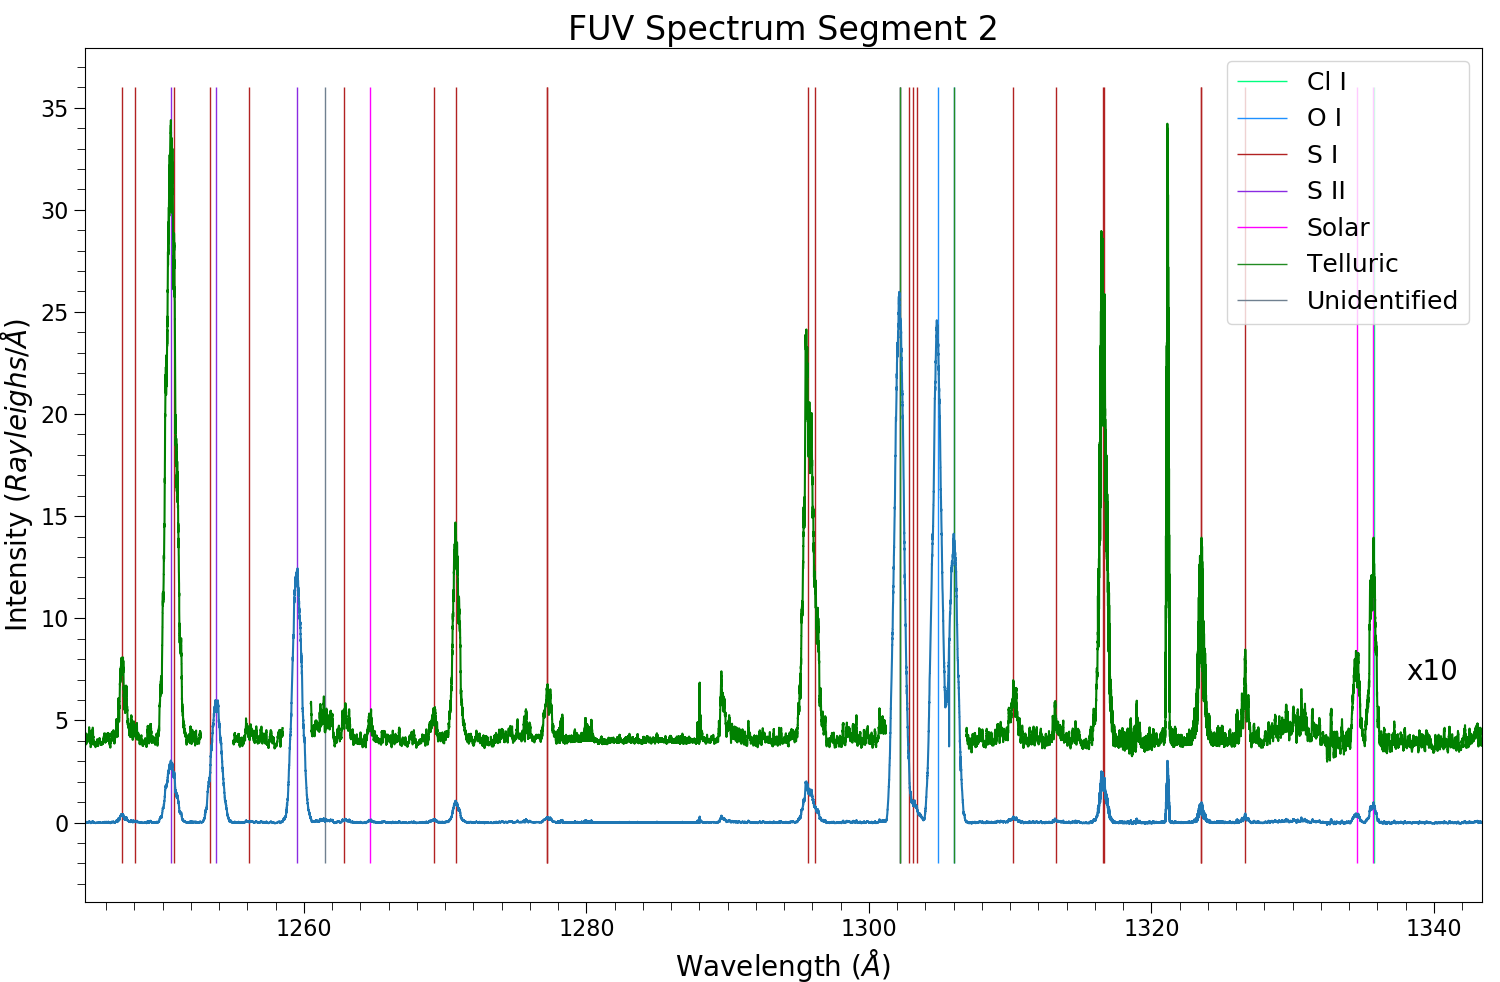 FUV Spectrum Segment 2
Cl I
O I
S I
S II
Solar
Telluric
Unidentified
35
30
25
20
15
10
5
0
Intensity (Rayleighs/Å)
x10
1260 1280 1300 1320 1340
Wavelength (Å)